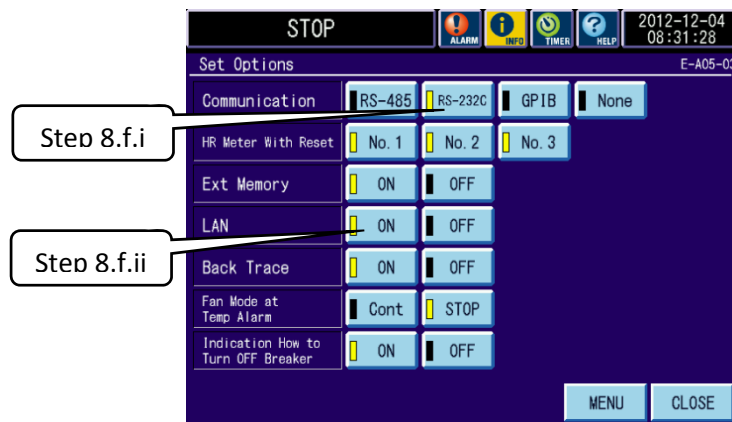 STOP
ALARM
INFO
TIMER
HELP
2012-12-04
08:31:28
Set Options
E-A05-03
Communication RS-485 RS-232C GPIB None
Step 8.f.i
HR Meter With Reset No. 1 No. 2 No. 3
Ext Memory ON OFF
LAN ON OFF
Step 8.f.ii
Back Trace ON OFF
Fan Mode at
Temp Alarm Cont STOP
Indication How to
Turn OFF Breaker ON OFF
MENU CLOSE